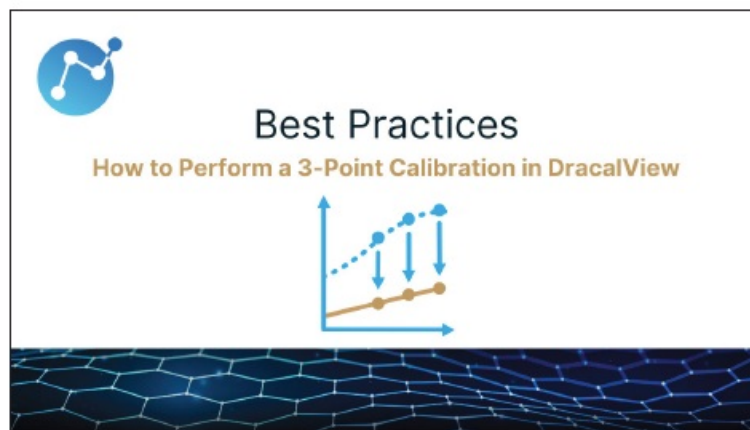 Best Practices
How to Perform a 3-Point Calibration in DracalView